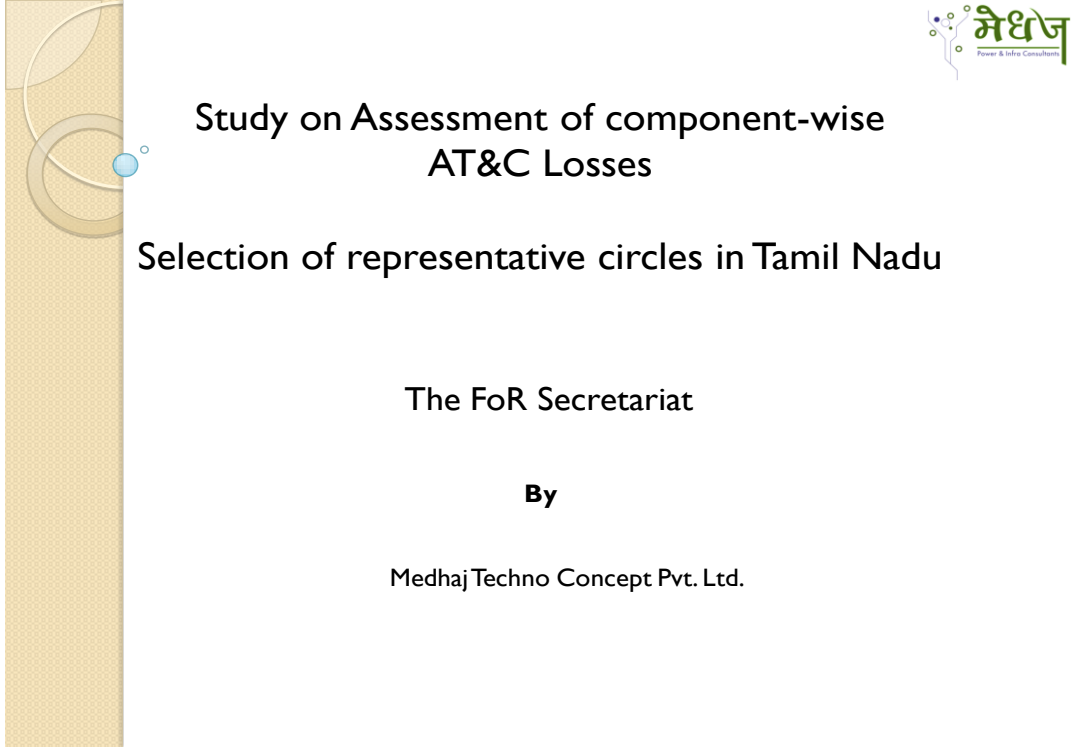 मेधज
Power & Infra Consultants
Study on Assessment of component-wise
AT&C Losses
Selection of representative circles in Tamil Nadu
The FoR Secretariat
By
Medhaj Techno Concept Pvt. Ltd.